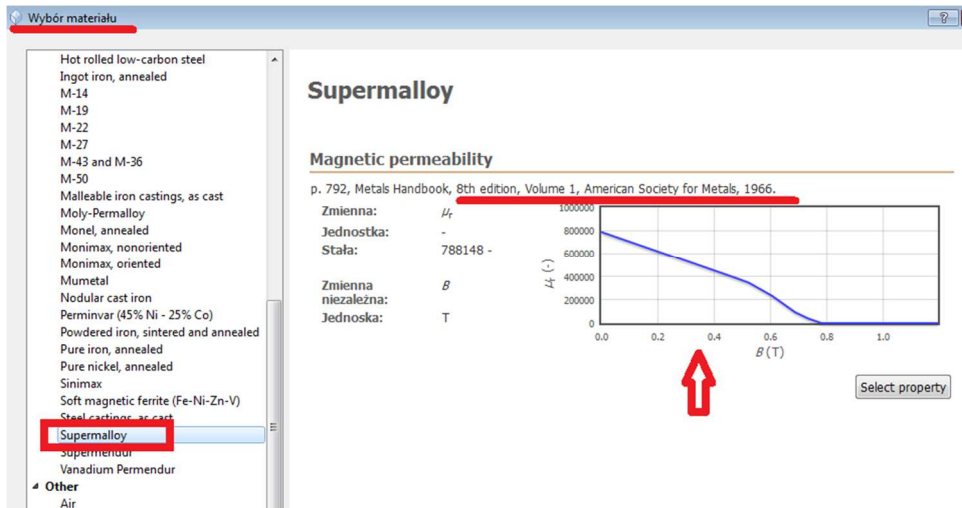 Wybór materiału
?
Hot rolled low-carbon steel
Ingot iron, annealed
M-14
M-19
M-22
M-27
M-43 and M-36
M-50
Malleable iron castings, as cast
Moly-Permalloy
Monel, annealed
Monimax, nonoriented
Monimax, oriented
Mumetal
Nodular cast iron
Perminvar (45% Ni - 25% Co)
Powdered iron, sintered and annealed
Pure iron, annealed
Pure nickel, annealed
Sinimax
Soft magnetic ferrite (Fe-Ni-Zn-V)
Steel castings, as cast
Supermalloy
Supermendur
Vanadium Permendur
Other
Air
Supermalloy
Magnetic permeability
p. 792, Metals Handbook, 8th edition, Volume 1, American Society for Metals, 1966.
Zmienna: μr
Jednostka: -
Stała: 788148 -
Zmienna niezależna: B
Jednoska: T
μr (-)
1000000
800000
600000
400000
200000
0
0.0 0.2 0.4 0.6 0.8 1.0
B (T)
Select property